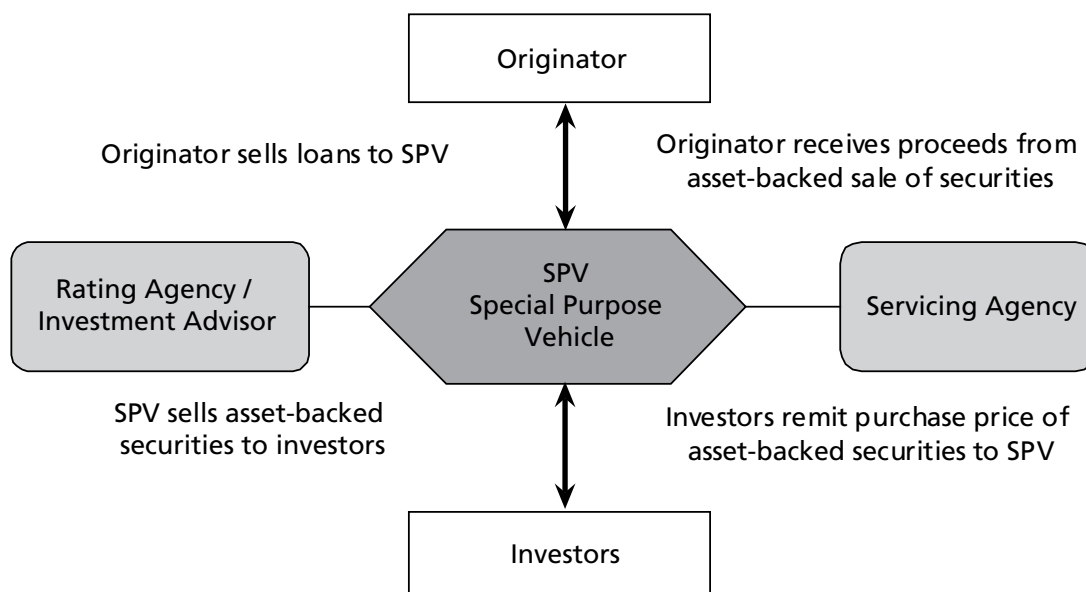 Originator
Originator sells loans to SPV
Originator receives proceeds from
asset-backed sale of securities
Rating Agency /
Investment Advisor
SPV
Special Purpose
Vehicle
Servicing Agency
SPV sells asset-backed
securities to investors
Investors remit purchase price of
asset-backed securities to SPV
Investors